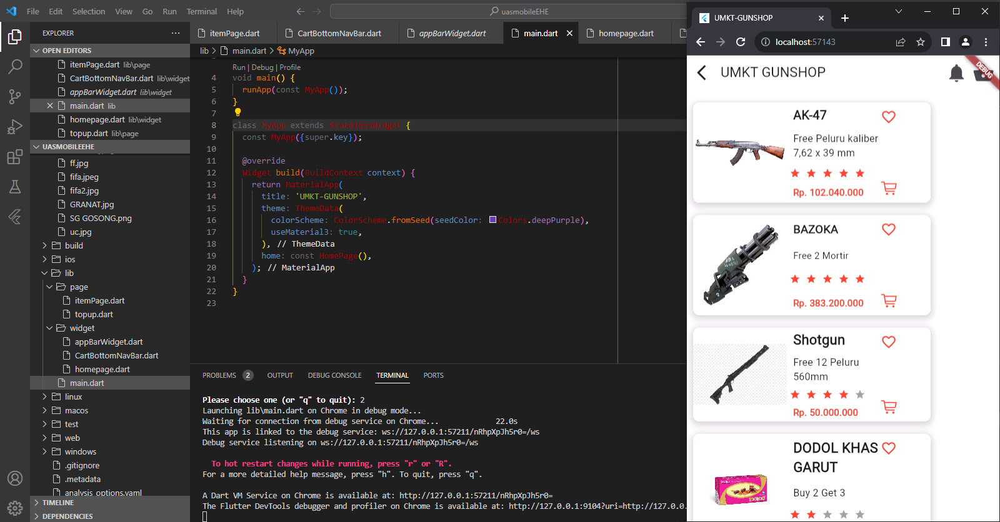 File Edit Selection View Go Run Terminal Help
uasmobileEHE
EXPLORER
OPEN EDITORS
itemPage.dart lib\page
CartBottomNavBar.dart lib\widget
appBarWidget.dart lib\widget
main.dart lib
homepage.dart lib\widget
topup.dart lib\page
UASMOBILEEHE
ff.jpg
fifa.jpeg
fifa2.jpg
GRANAT.jpg
SG GOSONG.png
uc.jpg
build
ios
lib
page
itemPage.dart
topup.dart
widget
appBarWidget.dart
CartBottomNavBar.dart
homepage.dart
main.dart
linux
macos
test
web
windows
.gitignore
.metadata
analysis_options.yaml
TIMELINE
DEPENDENCIES
itemPage.dart CartBottomNavBar.dart appBarWidget.dart main.dart homepage.dart
lib > main.dart > MyApp
Run | Debug | Profile
4 void main() {
5 runApp(const MyApp());
6 }
7
8 class MyApp extends StatelessWidget {
9 const MyApp({super.key});
10
11 @override
12 Widget build(BuildContext context) {
13 return MaterialApp(
14 title: 'UMKT-GUNSHOP',
15 theme: ThemeData(
16 colorScheme: ColorScheme.fromSeed(seedColor: Colors.deepPurple),
17 useMaterial3: true,
18 ), // ThemeData
19 home: const HomePage(),
20 ); // MaterialApp
21 }
22 }
23
PROBLEMS 2 OUTPUT DEBUG CONSOLE TERMINAL PORTS
Please choose one (or "q" to quit): 2
Launching lib\main.dart on Chrome in debug mode...
Waiting for connection from debug service on Chrome... 22.0s
This app is linked to the debug service: ws://127.0.0.1:57211/nRhpXpJh5r0=/ws
Debug service listening on ws://127.0.0.1:57211/nRhpXpJh5r0=/ws
To hot restart changes while running, press "r" or "R".
For a more detailed help message, press "h". To quit, press "q".
A Dart VM Service on Chrome is available at: http://127.0.0.1:57211/nRhpXpJh5r0=
The Flutter DevTools debugger and profiler on Chrome is available at: http://127.0.0.1:9104?uri=http://127.0.0.
UMKT-GUNSHOP
localhost:57143
UMKT GUNSHOP
DEBUG
AK-47
Free Peluru kaliber
7,62 x 39 mm
Rp. 102.040.000
BAZOKA
Free 2 Mortir
Rp. 383.200.000
Shotgun
Free 12 Peluru
560mm
Rp. 50.000.000
DODOL KHAS
GARUT
Buy 2 Get 3